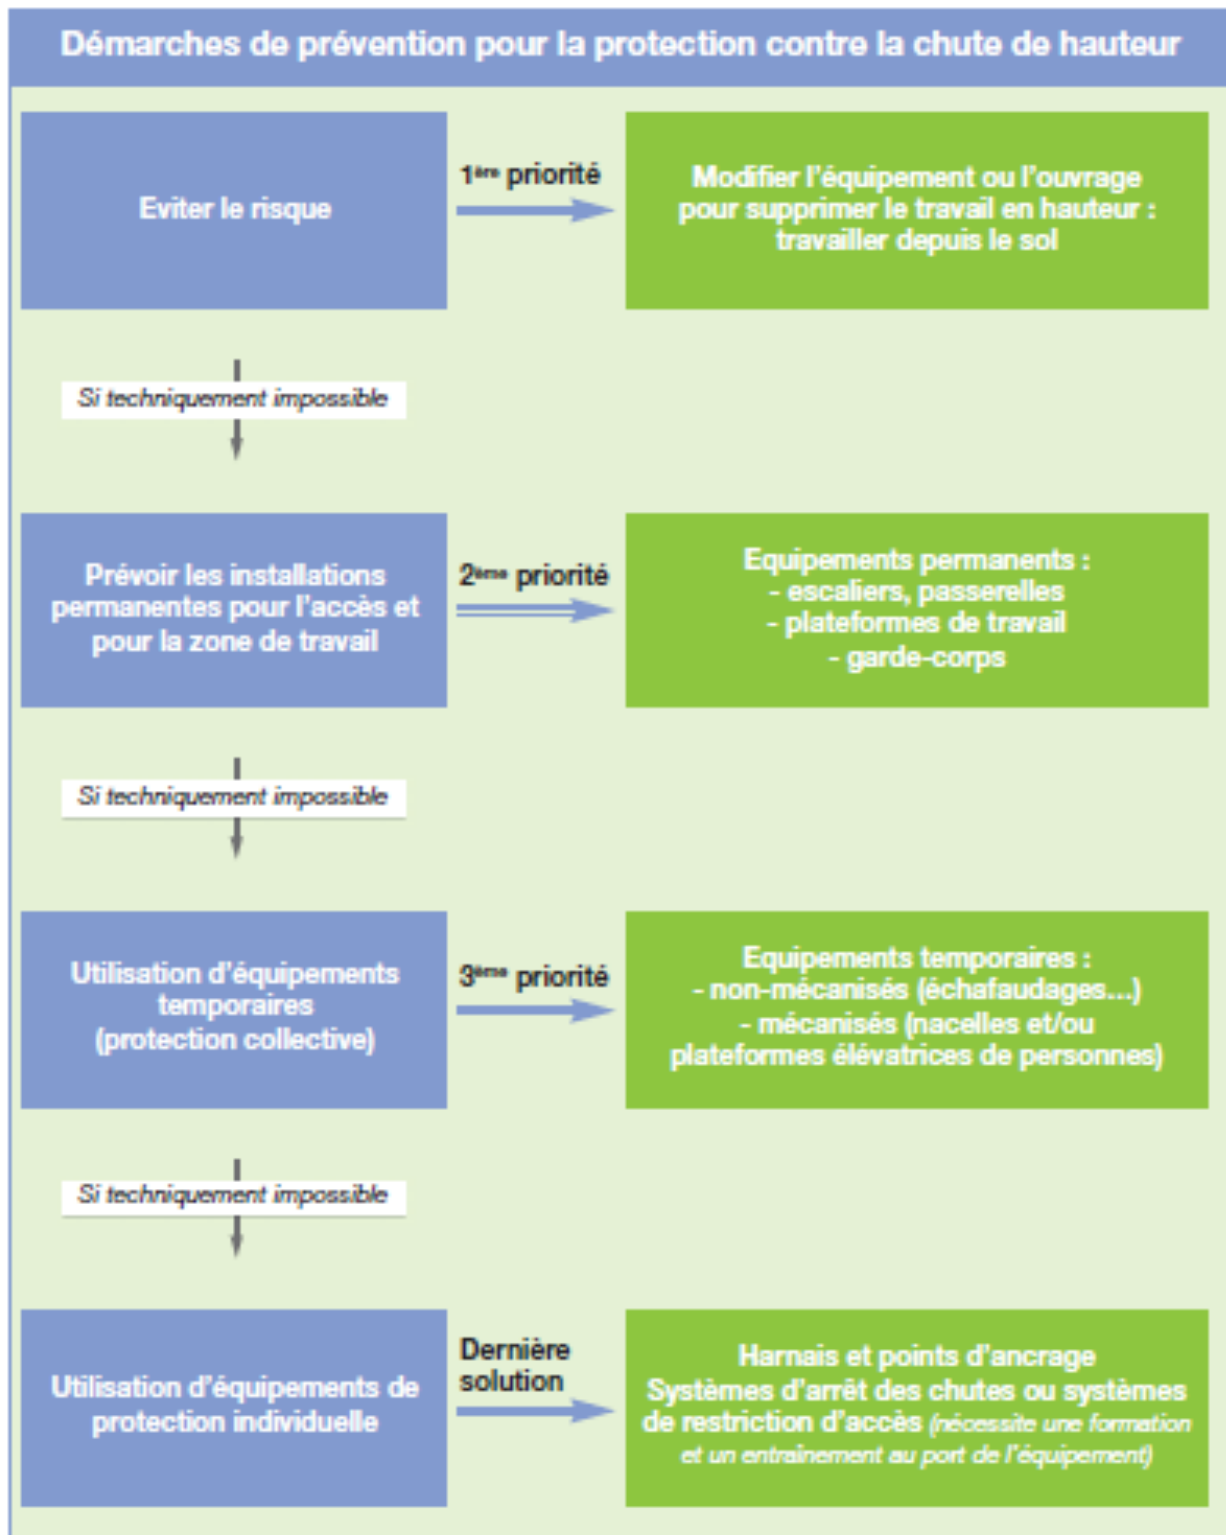 Démarches de prévention pour la protection contre la chute de hauteur
Eviter le risque
1ère priorité
Modifier l'équipement ou l'ouvrage
pour supprimer le travail en hauteur :
travailler depuis le sol
Si techniquement impossible
Prévoir les installations
permanentes pour l'accès et
pour la zone de travail
2ème priorité
Equipements permanents :
- escaliers, passerelles
- plateformes de travail
- garde-corps
Si techniquement impossible
Utilisation d'équipements
temporaires
(protection collective)
3ème priorité
Equipements temporaires :
- non-mécanisés (échafaudages...)
- mécanisés (nacelles et/ou
plateformes élévatrices de personnes)
Si techniquement impossible
Utilisation d'équipements de
protection individuelle
Dernière
solution
Harnais et points d'ancrage
Systèmes d'arrêt des chutes ou systèmes
de restriction d'accès (nécessite une formation
et un entraînement au port de l'équipement)